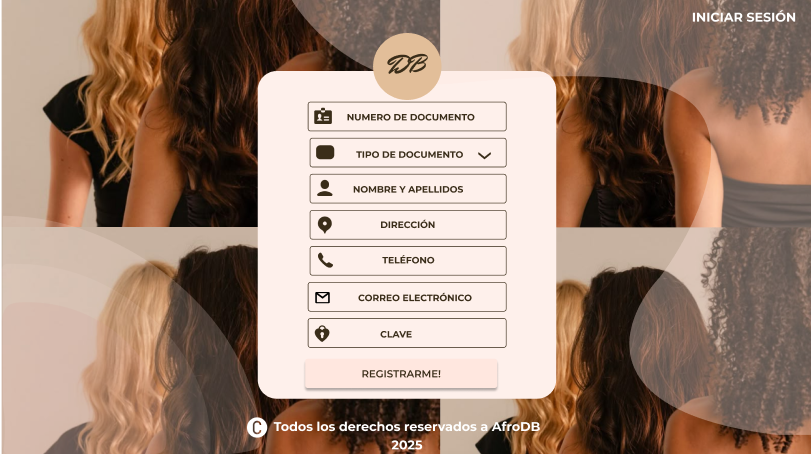 INICIAR SESIÓN
DB
NUMERO DE DOCUMENTO
TIPO DE DOCUMENTO
NOMBRE Y APELLIDOS
DIRECCIÓN
TELÉFONO
CORREO ELECTRÓNICO
CLAVE
REGISTRARME!
C Todos los derechos reservados a AfroDB
2025